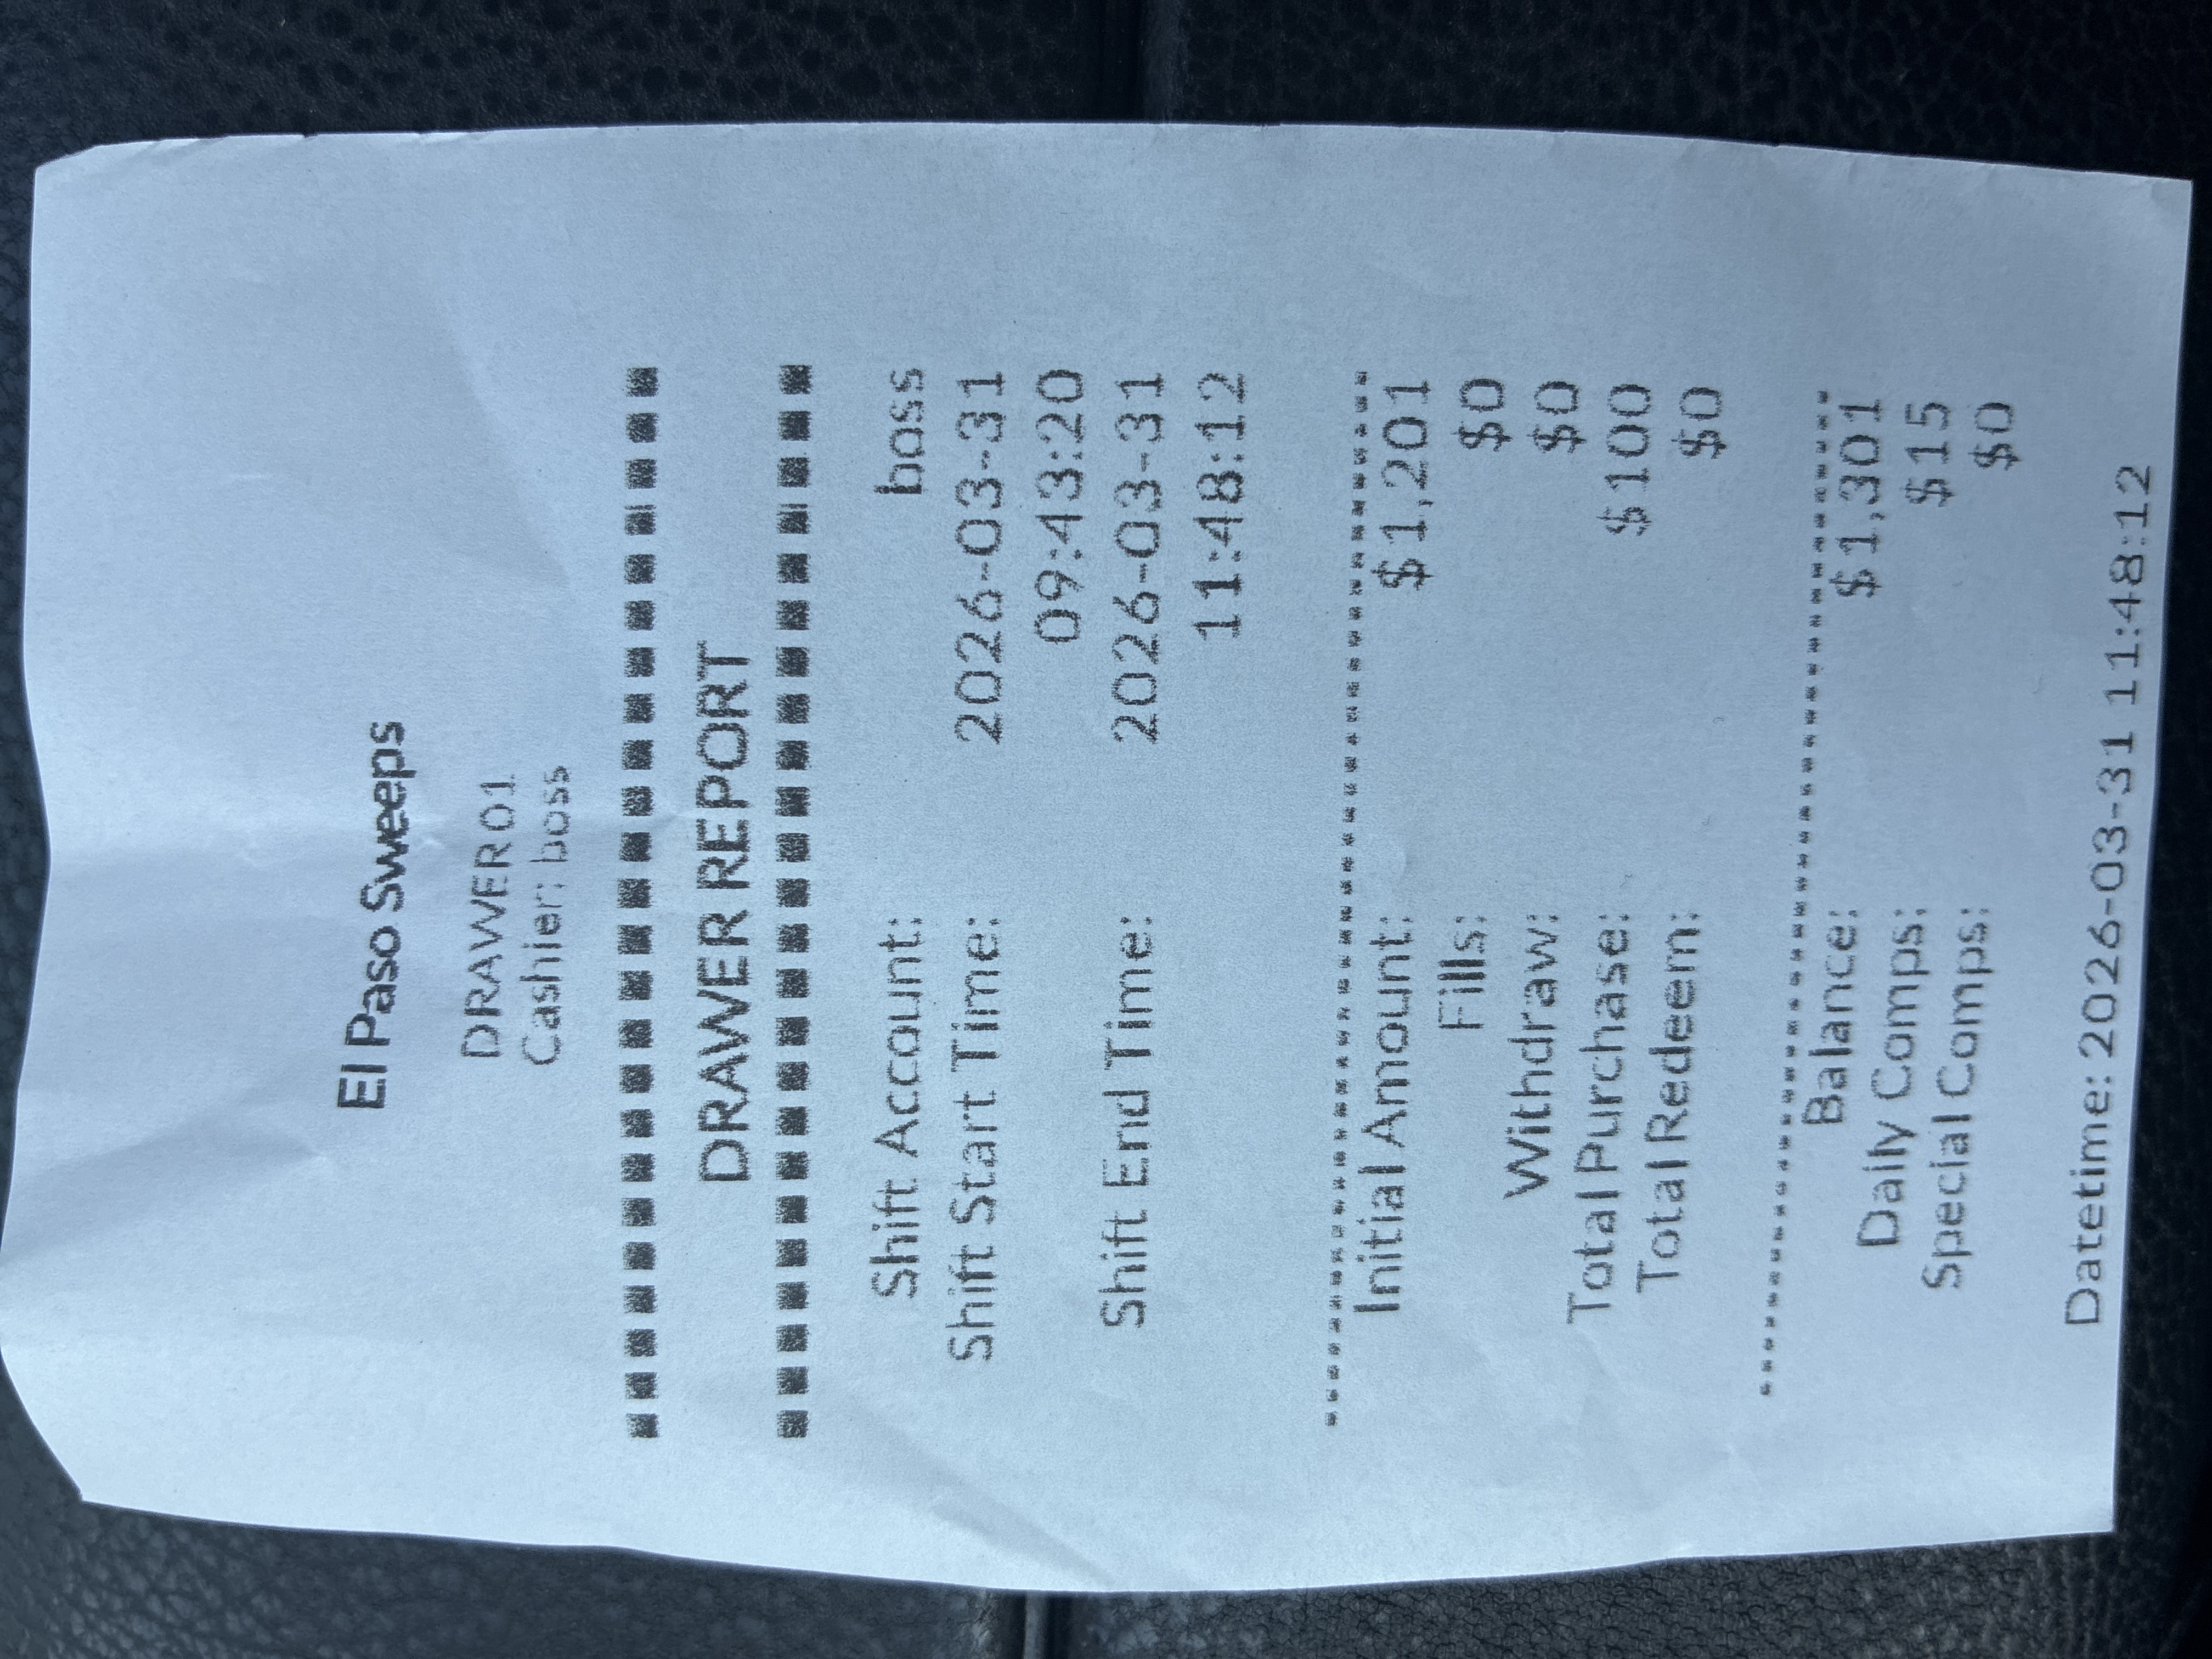 El Paso Sweeps
DRAWER01
Cashier: boss
DRAWER REPORT
Shift Account: boss
Shift Start Time: 2026-03-31
09:43:20
Shift End Time: 2026-03-31
11:48:12
Initial Amount: $1,201
Fills: $0
Withdraw: $0
Total Purchase: $100
Total Redeem: $0
Balance: $1,301
Daily Comps: $15
Special Comps: $0
Datetime: 2026-03-31 11:48:12